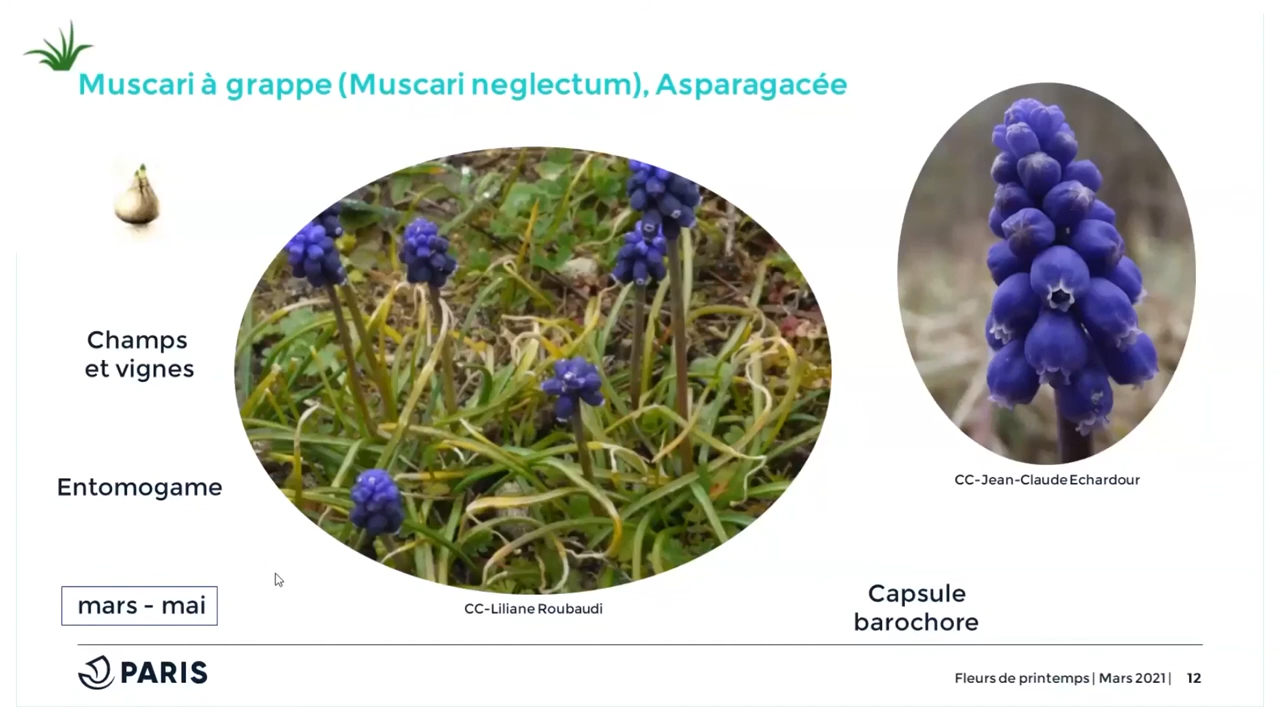 Muscari à grappe (Muscari neglectum), Asparagacée
Champs
et vignes
Entomogame
mars - mai
CC-Liliane Roubaudi
CC-Jean-Claude Echardour
Capsule
barochore
PARIS
Fleurs de printemps | Mars 2021 | 12